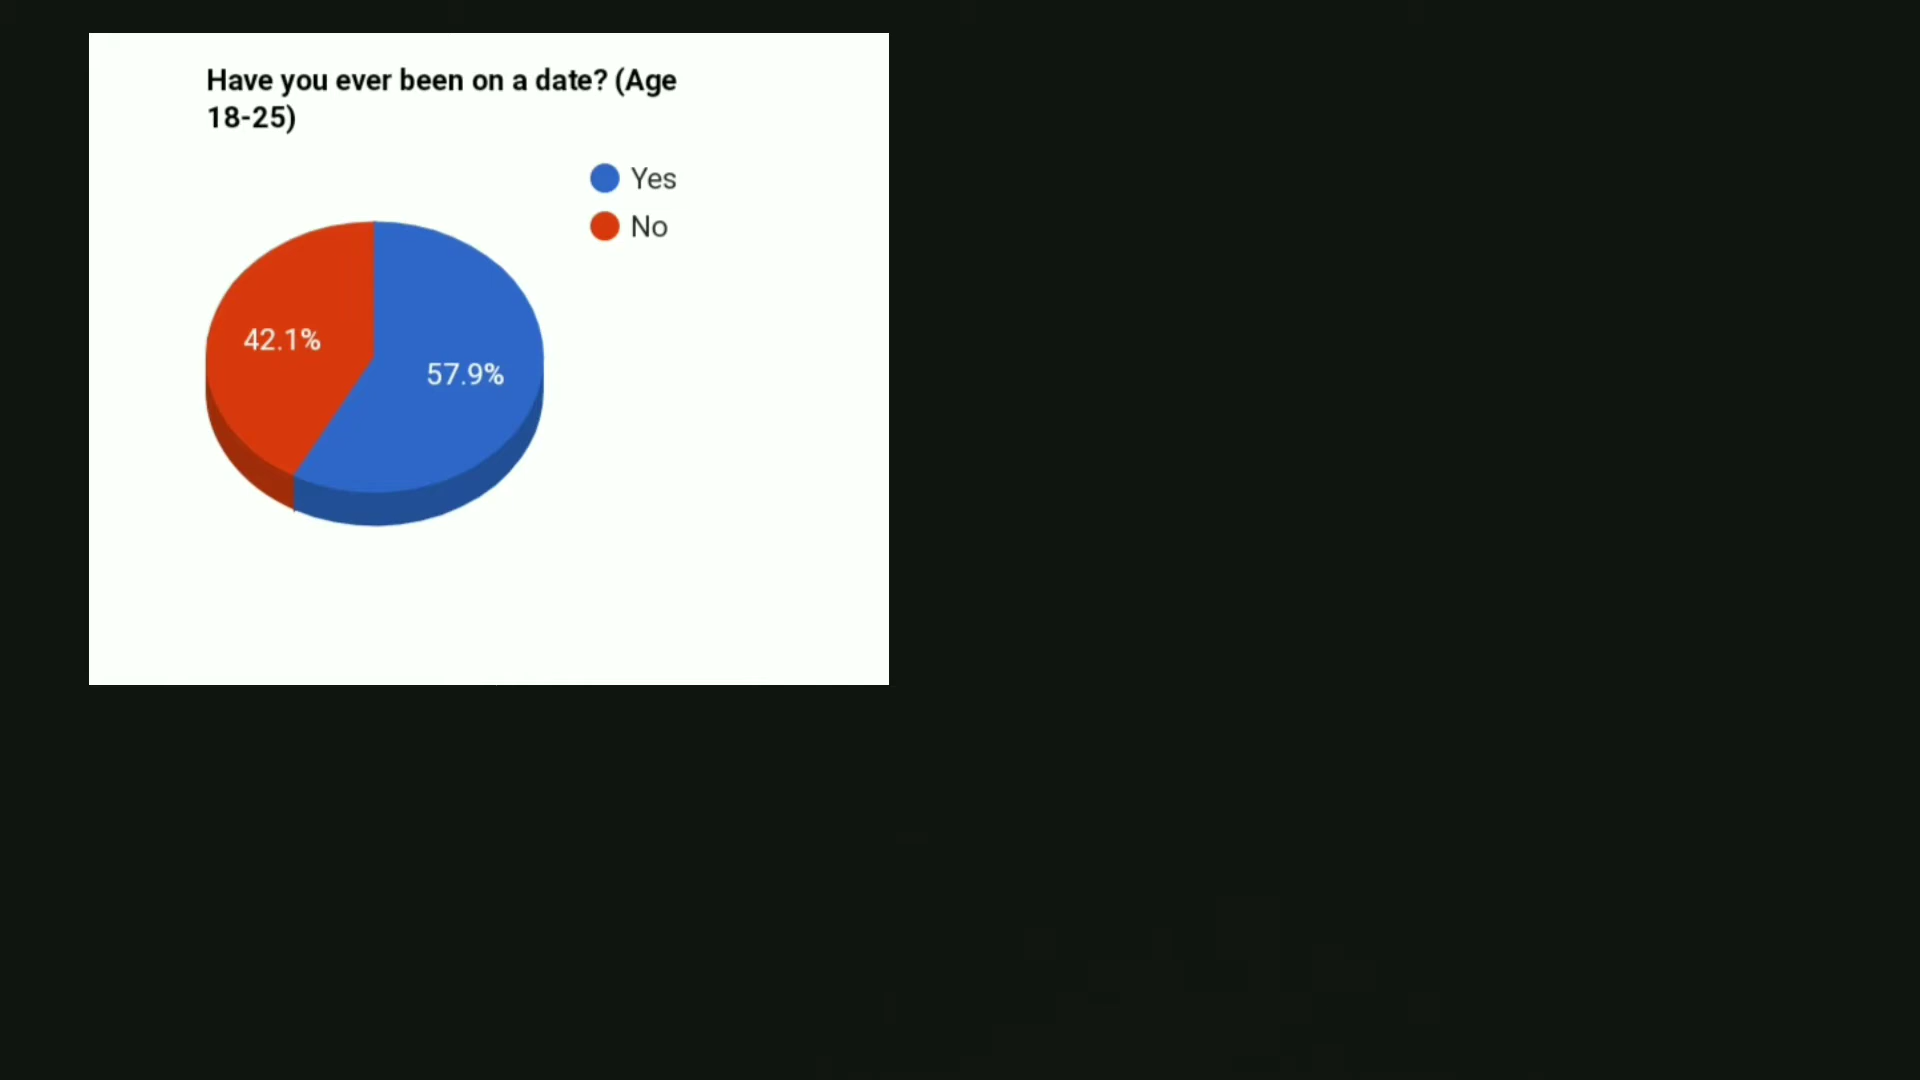 Have you ever been on a date? (Age
18-25)
Yes
No
42.1%
57.9%